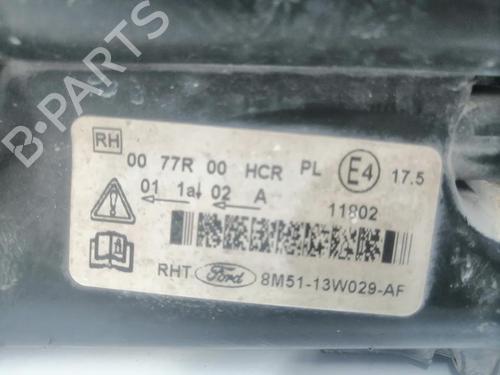 B-PARTS
RH
00 77R 00 HCR PL E4 17.5
01 1a 02 A
11802
RHT Ford 8M51-13W029-AF